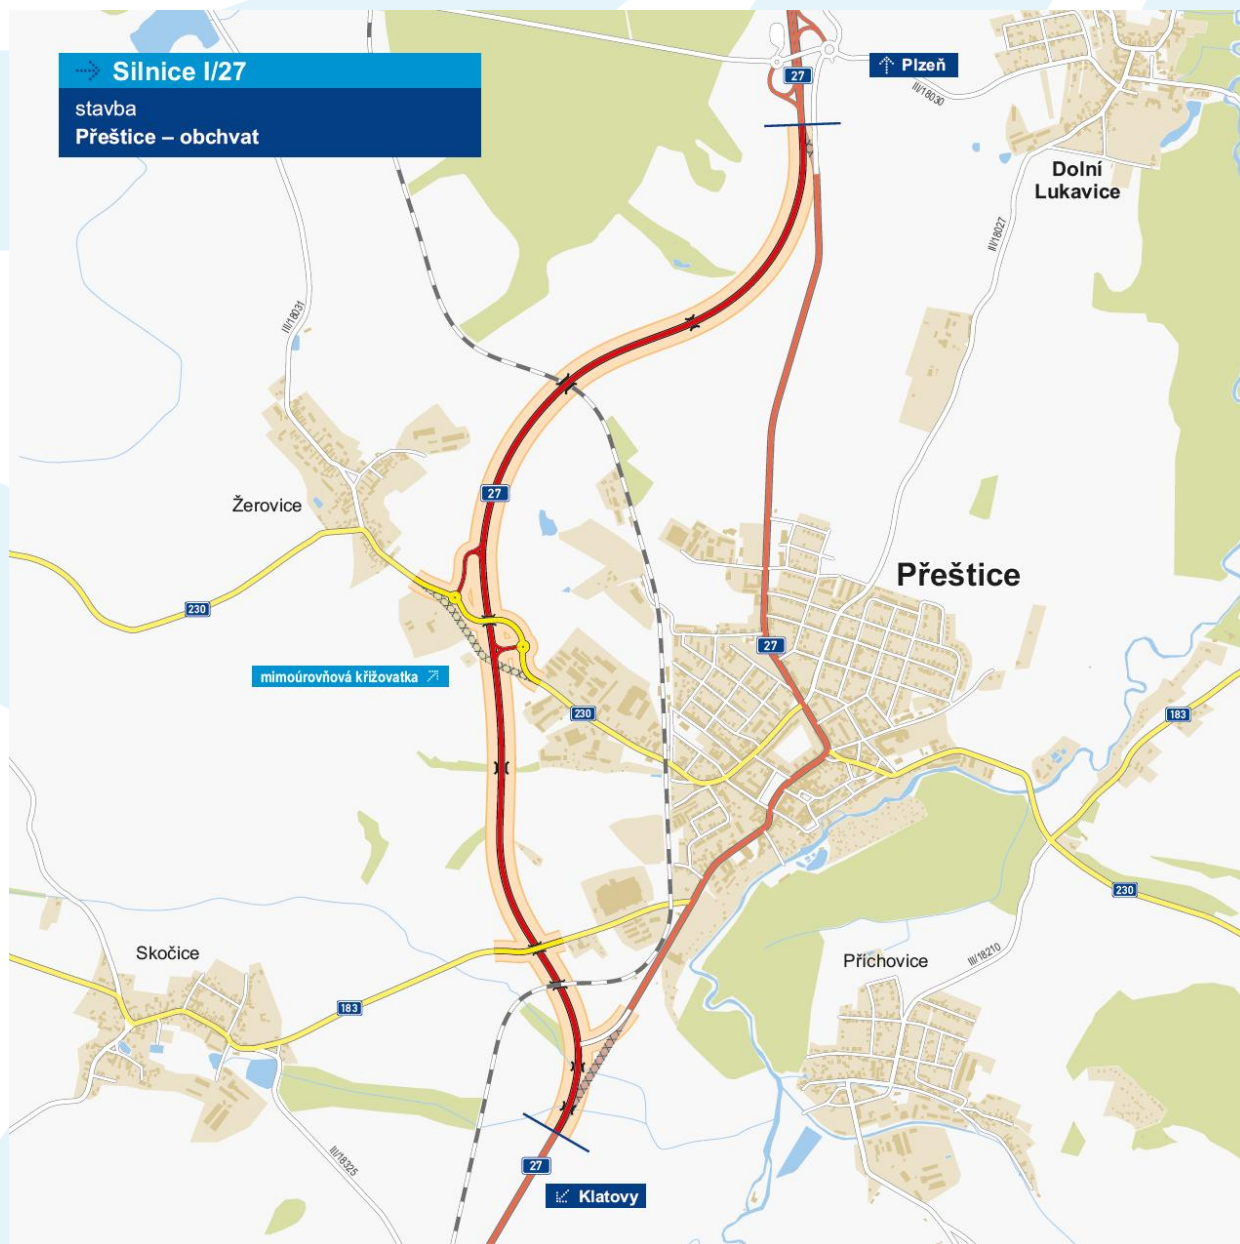 Silnice I/27
stavba
Přeštice – obchvat
27
Plzeň
III/18030
Dolní
Lukavice
III/18027
III/18031
27
Žerovice
Přeštice
230
27
mimoúrovňová křižovatka
230
183
230
Skočice
Příchovice
III/18210
183
III/18325
27
Klatovy